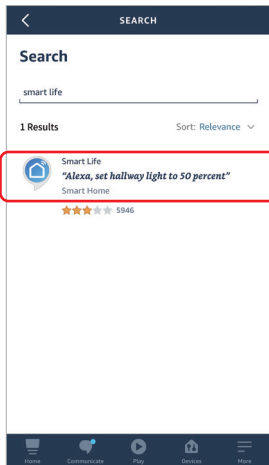 SEARCH
Search
smart life
1 Results Sort: Relevance
Smart Life
"Alexa, set hallway light to 50 percent"
Smart Home
5946
Home Communicate Play Devices More